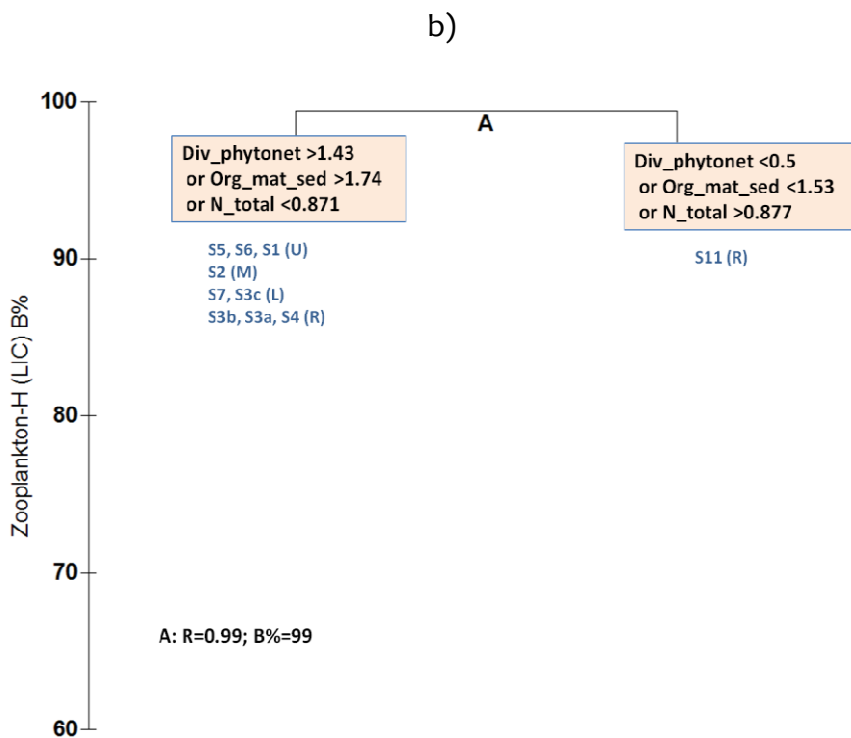 b)
100
90
80
70
60
Zooplankton-H (LIC) B%
A
Div_phytonet >1.43
or Org_mat_sed >1.74
or N_total <0.871
S5, S6, S1 (U)
S2 (M)
S7, S3c (L)
S3b, S3a, S4 (R)
Div_phytonet <0.5
or Org_mat_sed <1.53
or N_total >0.877
S11 (R)
A: R=0.99; B%=99